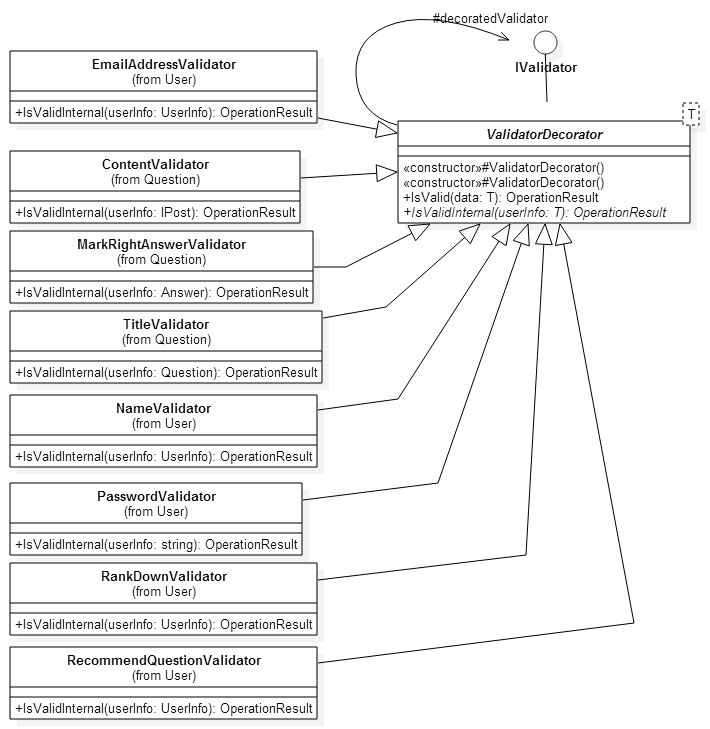 #decoratedValidator
IValidator
EmailAddressValidator
(from User)
+IsValidInternal(userInfo: UserInfo): OperationResult
T
ValidatorDecorator
«constructor»#ValidatorDecorator()
«constructor»#ValidatorDecorator()
+IsValid(data: T): OperationResult
+IsValidInternal(userInfo: T): OperationResult
ContentValidator
(from Question)
+IsValidInternal(userInfo: IPost): OperationResult
MarkRightAnswerValidator
(from Question)
+IsValidInternal(userInfo: Answer): OperationResult
TitleValidator
(from Question)
+IsValidInternal(userInfo: Question): OperationResult
NameValidator
(from User)
+IsValidInternal(userInfo: UserInfo): OperationResult
PasswordValidator
(from User)
+IsValidInternal(userInfo: string): OperationResult
RankDownValidator
(from User)
+IsValidInternal(userInfo: UserInfo): OperationResult
RecommendQuestionValidator
(from User)
+IsValidInternal(userInfo: UserInfo): OperationResult